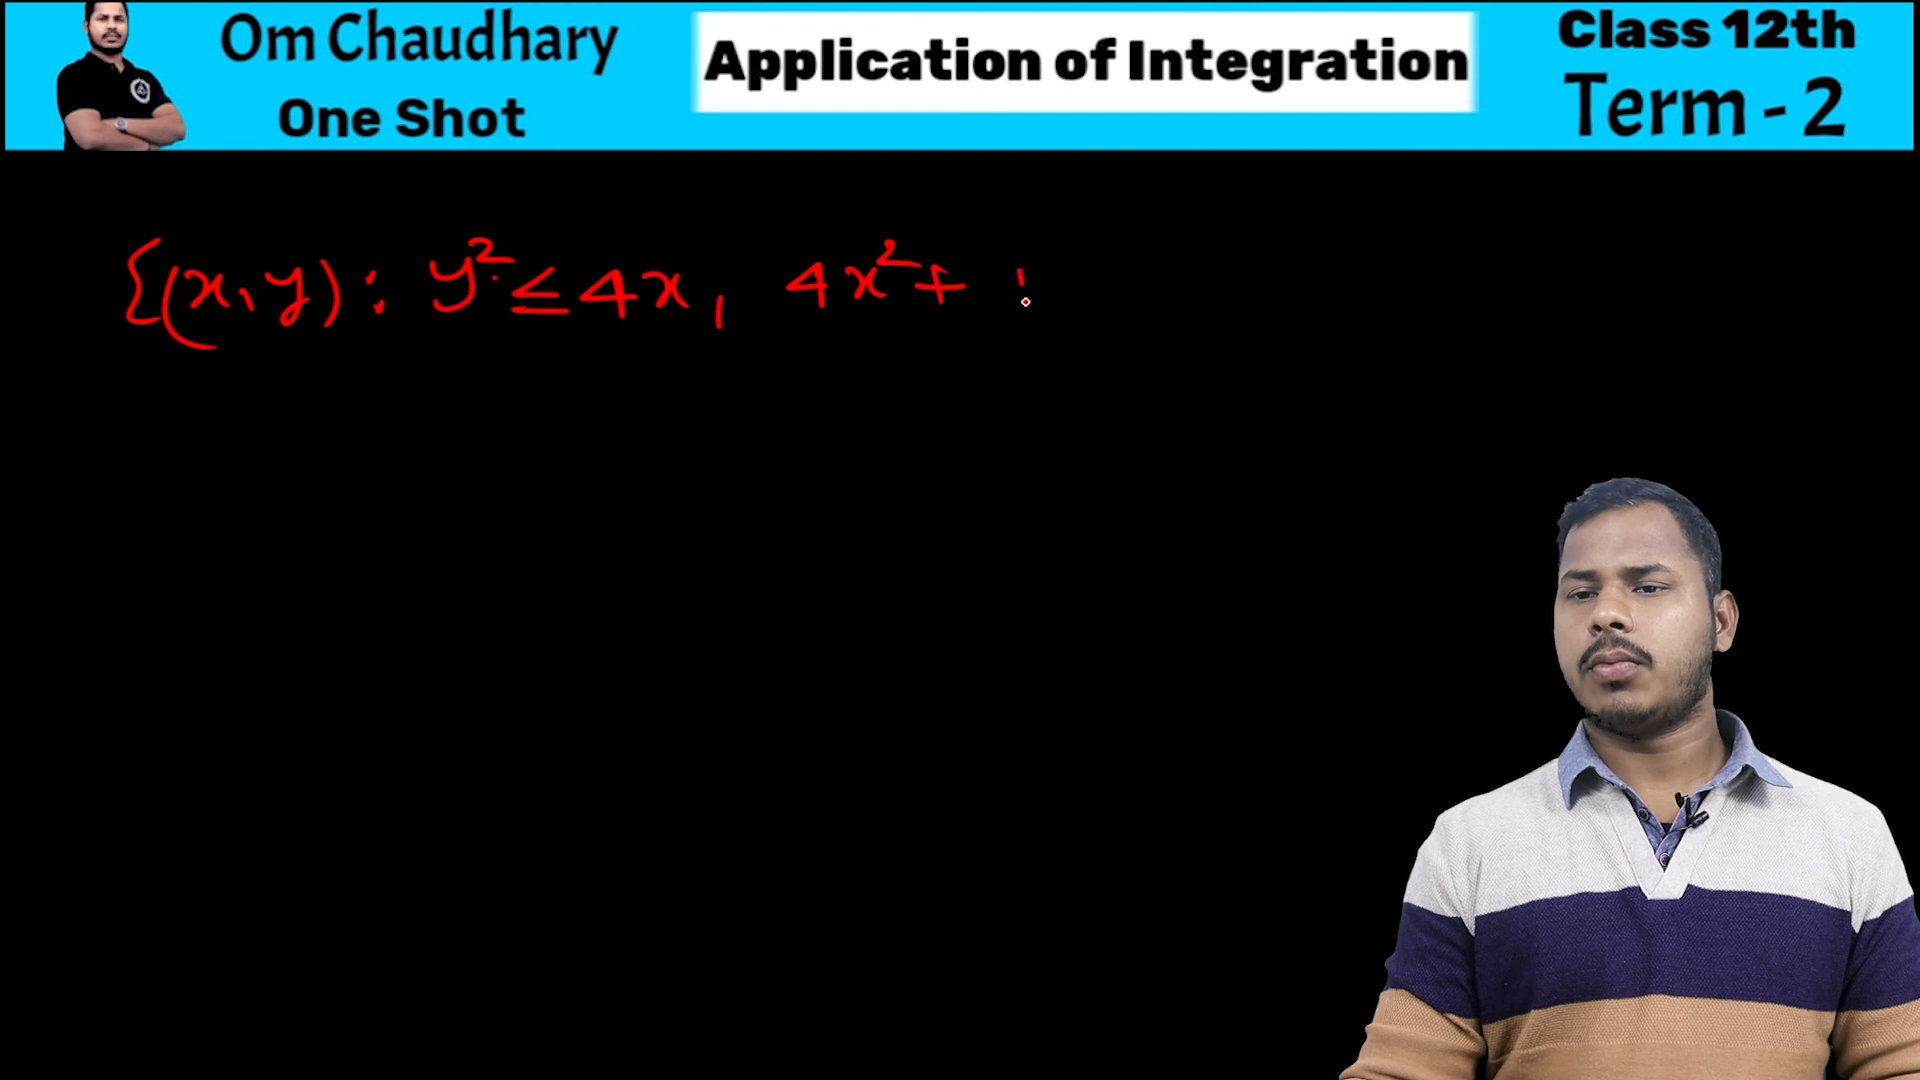 Om Chaudhary
One Shot
Application of Integration
Class 12th
Term - 2
{(x,y): y² ≤ 4x, 4x² +